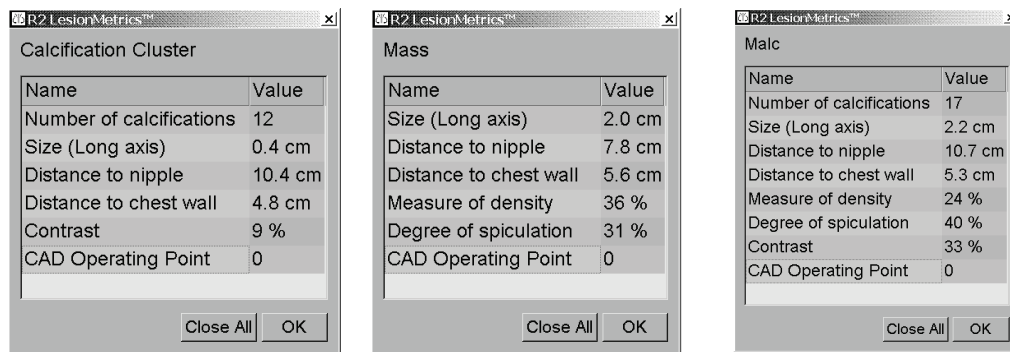 R2 LesionMetrics™
Calcification Cluster
Name Value
Number of calcifications 12
Size (Long axis) 0.4 cm
Distance to nipple 10.4 cm
Distance to chest wall 4.8 cm
Contrast 9 %
CAD Operating Point 0
Close All OK
R2 LesionMetrics™
Mass
Name Value
Size (Long axis) 2.0 cm
Distance to nipple 7.8 cm
Distance to chest wall 5.6 cm
Measure of density 36 %
Degree of spiculation 31 %
CAD Operating Point 0
Close All OK
R2 LesionMetrics™
Malc
Name Value
Number of calcifications 17
Size (Long axis) 2.2 cm
Distance to nipple 10.7 cm
Distance to chest wall 5.3 cm
Measure of density 24 %
Degree of spiculation 40 %
Contrast 33 %
CAD Operating Point 0
Close All OK